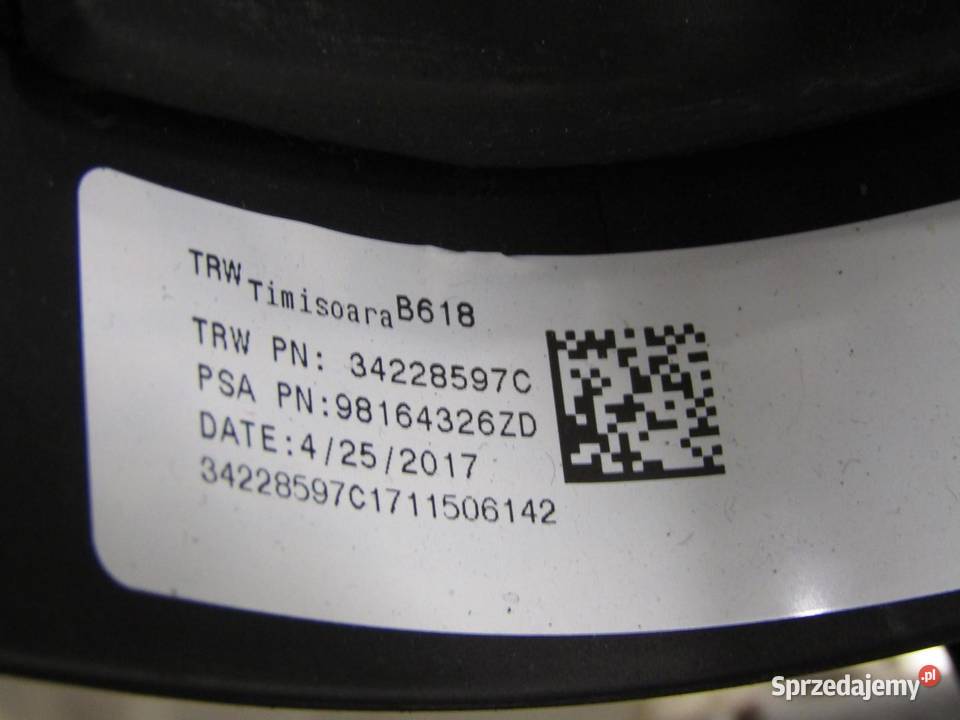 TRW Timisoara B618
TRW PN: 34228597C
PSA PN:98164326ZD
DATE:4/25/2017
34228597C1711506142
Sprzedajemy.pl